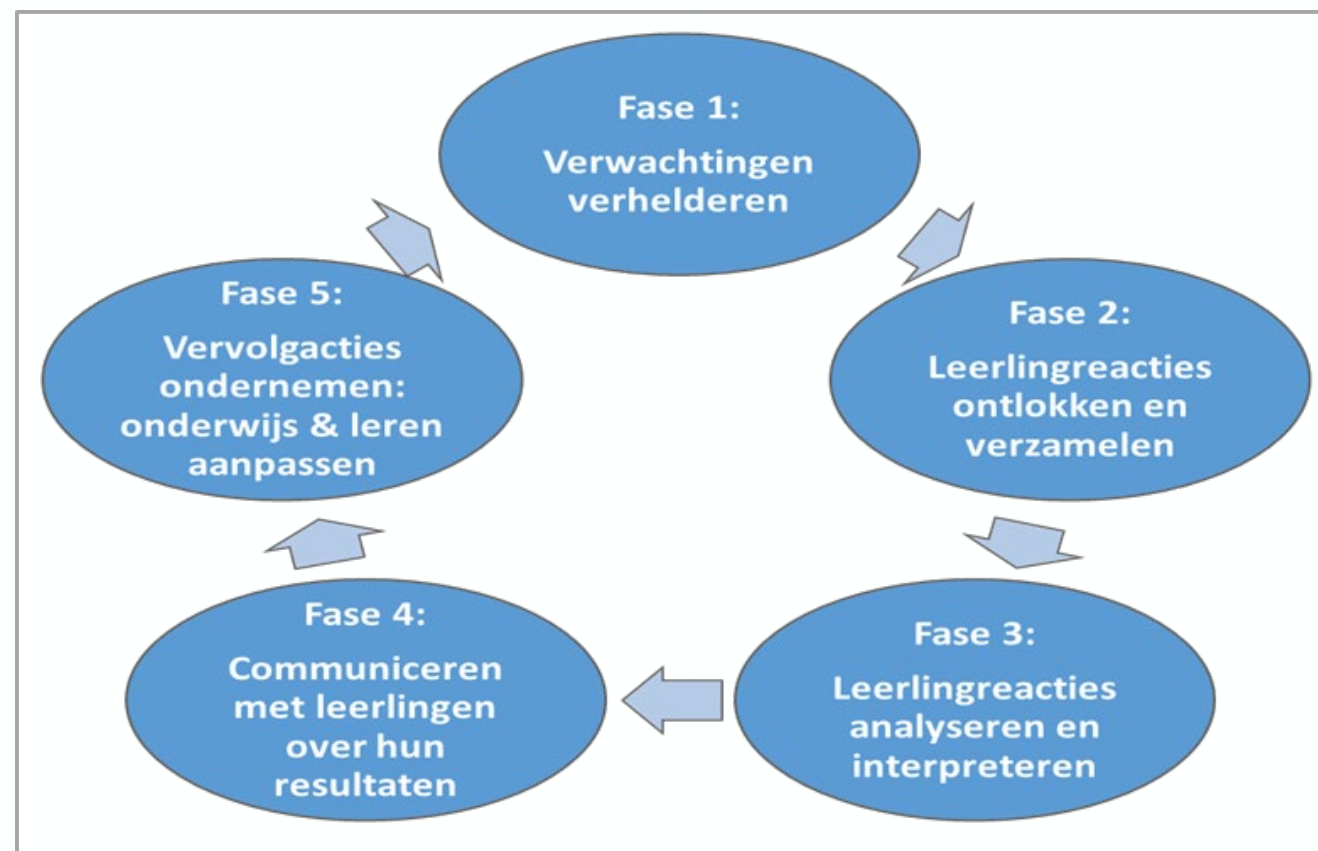 Fase 1:
Verwachtingen
verhelderen
Fase 2:
Leerlingreacties
ontlokken en
verzamelen
Fase 3:
Leerlingreacties
analyseren en
interpreteren
Fase 4:
Communiceren
met leerlingen
over hun
resultaten
Fase 5:
Vervolgacties
ondernemen:
onderwijs & leren
aanpassen